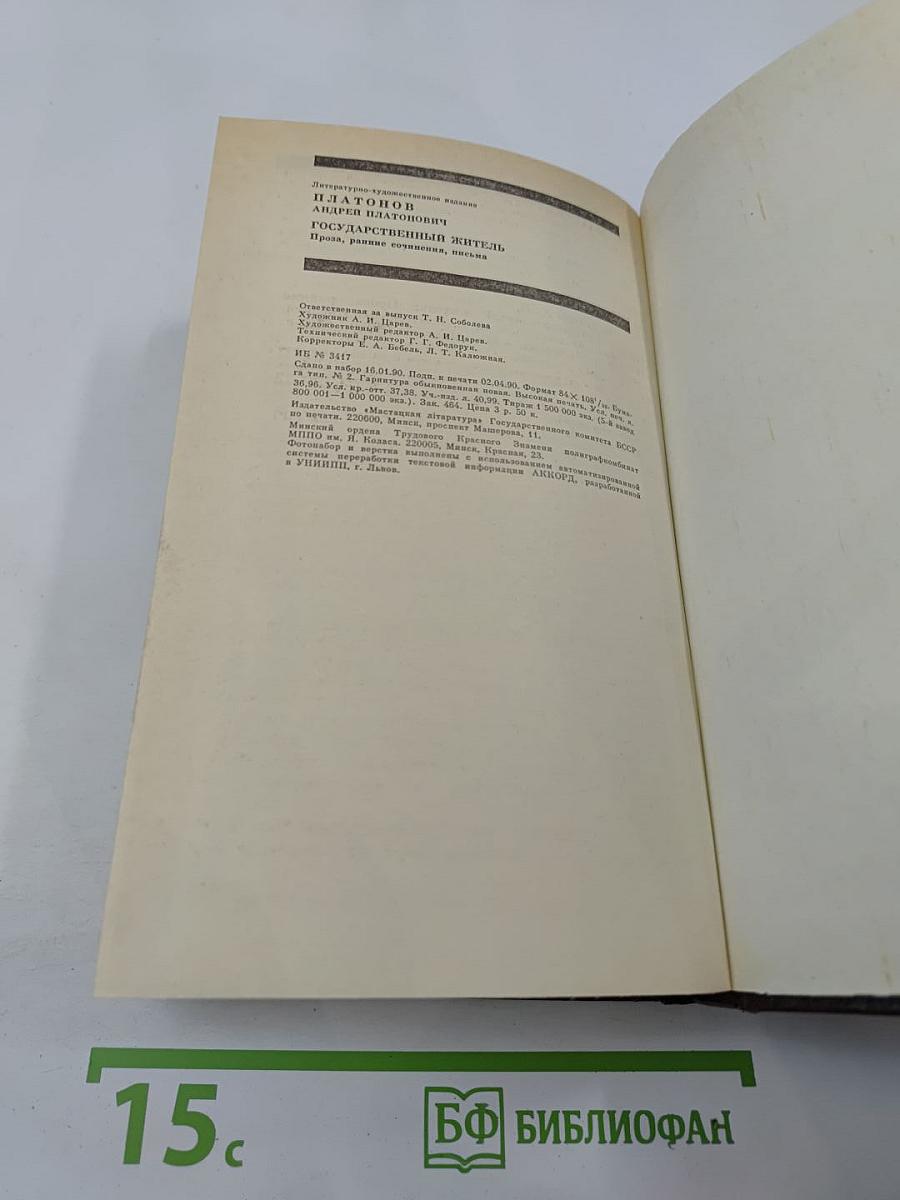 Литературно-художественное издание
ПЛАТОНОВ
АНДРЕЙ ПЛАТОНОВИЧ
ГОСУДАРСТВЕННЫЙ ЖИТЕЛЬ
Проза, ранние сочинения, письма
Ответственная за выпуск Т. Н. Соболева
Художник А. И. Царев.
Художественный редактор А. И. Царев.
Технический редактор Г. Г. Федорук.
Корректоры Е. А. Бебель, Л. Т. Калюжная.
ИБ № 3417
Сдано в набор 16.01.90. Подп. к печати 02.04.90. Формат 84 × 108¹/₃₂. Бума-
га тип. № 2. Гарнитура обыкновенная новая. Высокая печать. Усл. печ. л.
36,96. Усл. кр.-отт. 37,38. Уч.-изд. л. 40,99. Тираж 1 500 000 экз. (5-й завод
800 001—1 000 000 экз.). Зак. 464. Цена 3 р. 50 к.
Издательство «Мастацкая літаратура» Государственного комитета БССР
по печати. 220600, Минск, проспект Машерова, 11.
Минский ордена Трудового Красного Знамени полиграфкомбинат
МППО им. Я. Коласа. 220005, Минск, Красная, 23.
Фотонабор и верстка выполнены с использованием автоматизированной
системы переработки текстовой информации АККОРД, разработанной
в УНИИПП, г. Львов.
15 с
БФ БИБЛИОФАН